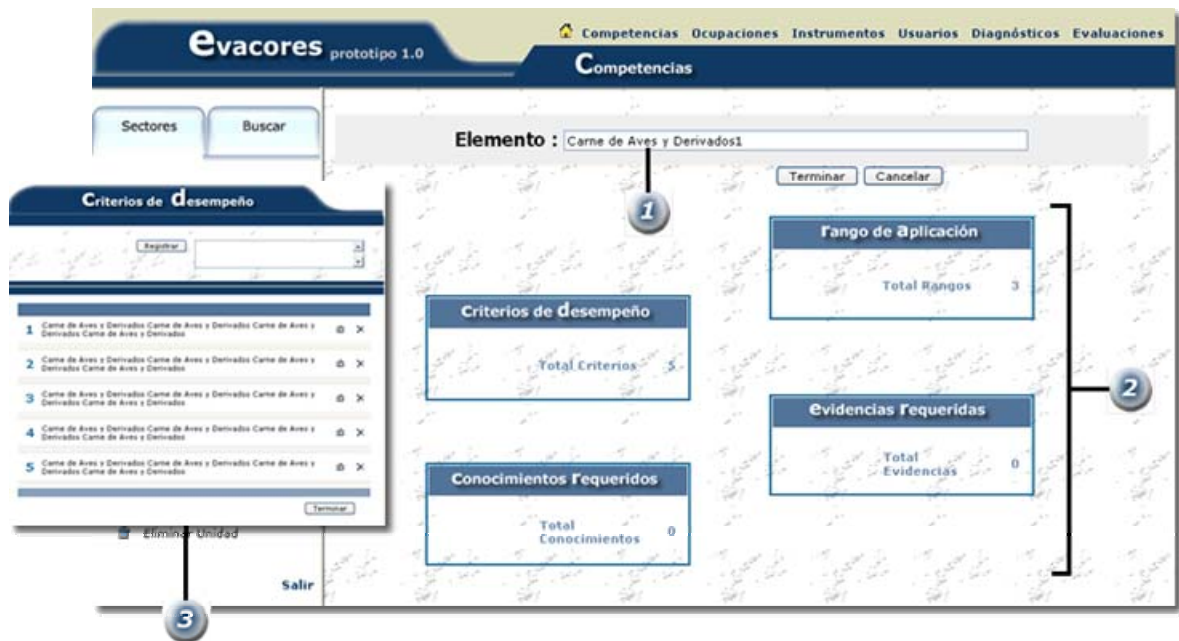 evacores prototipo 1.0
Competencias Ocupaciones Instrumentos Usuarios Diagnósticos Evaluaciones
Competencias
Sectores
Buscar
Elemento : Carne de Aves y Derivados1
Terminar
Cancelar
1
Criterios de desempeño
Registrar
1 Carne de Aves y Derivados Carne de Aves y Derivados Carne de Aves y
Derivados Carne de Aves y Derivados
2 Carne de Aves y Derivados Carne de Aves y Derivados Carne de Aves y
Derivados Carne de Aves y Derivados
3 Carne de Aves y Derivados Carne de Aves y Derivados Carne de Aves y
Derivados Carne de Aves y Derivados
4 Carne de Aves y Derivados Carne de Aves y Derivados Carne de Aves y
Derivados Carne de Aves y Derivados
5 Carne de Aves y Derivados Carne de Aves y Derivados Carne de Aves y
Derivados Carne de Aves y Derivados
Terminar
Eliminar Unidad
Salir
3
rango de aplicación
Total Rangos 3
Criterios de desempeño
Total Criterios 5
2
evidencias requeridas
Total
Evidencias 0
Conocimientos requeridos
Total
Conocimientos 0